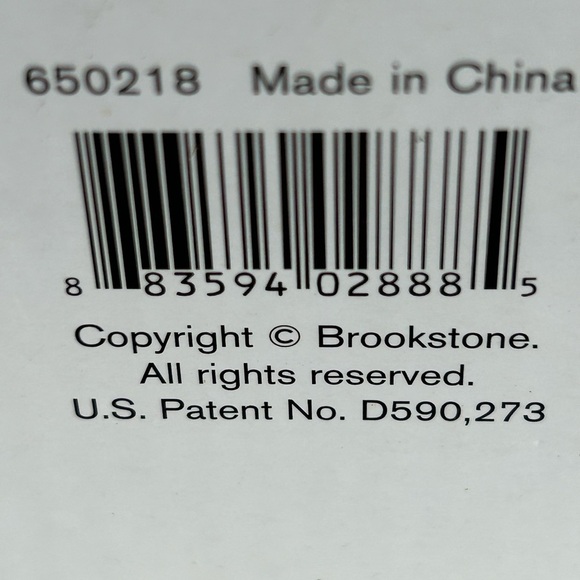 650218 Made in China
8 83594 02888 5
Copyright © Brookstone.
All rights reserved.
U.S. Patent No. D590,273